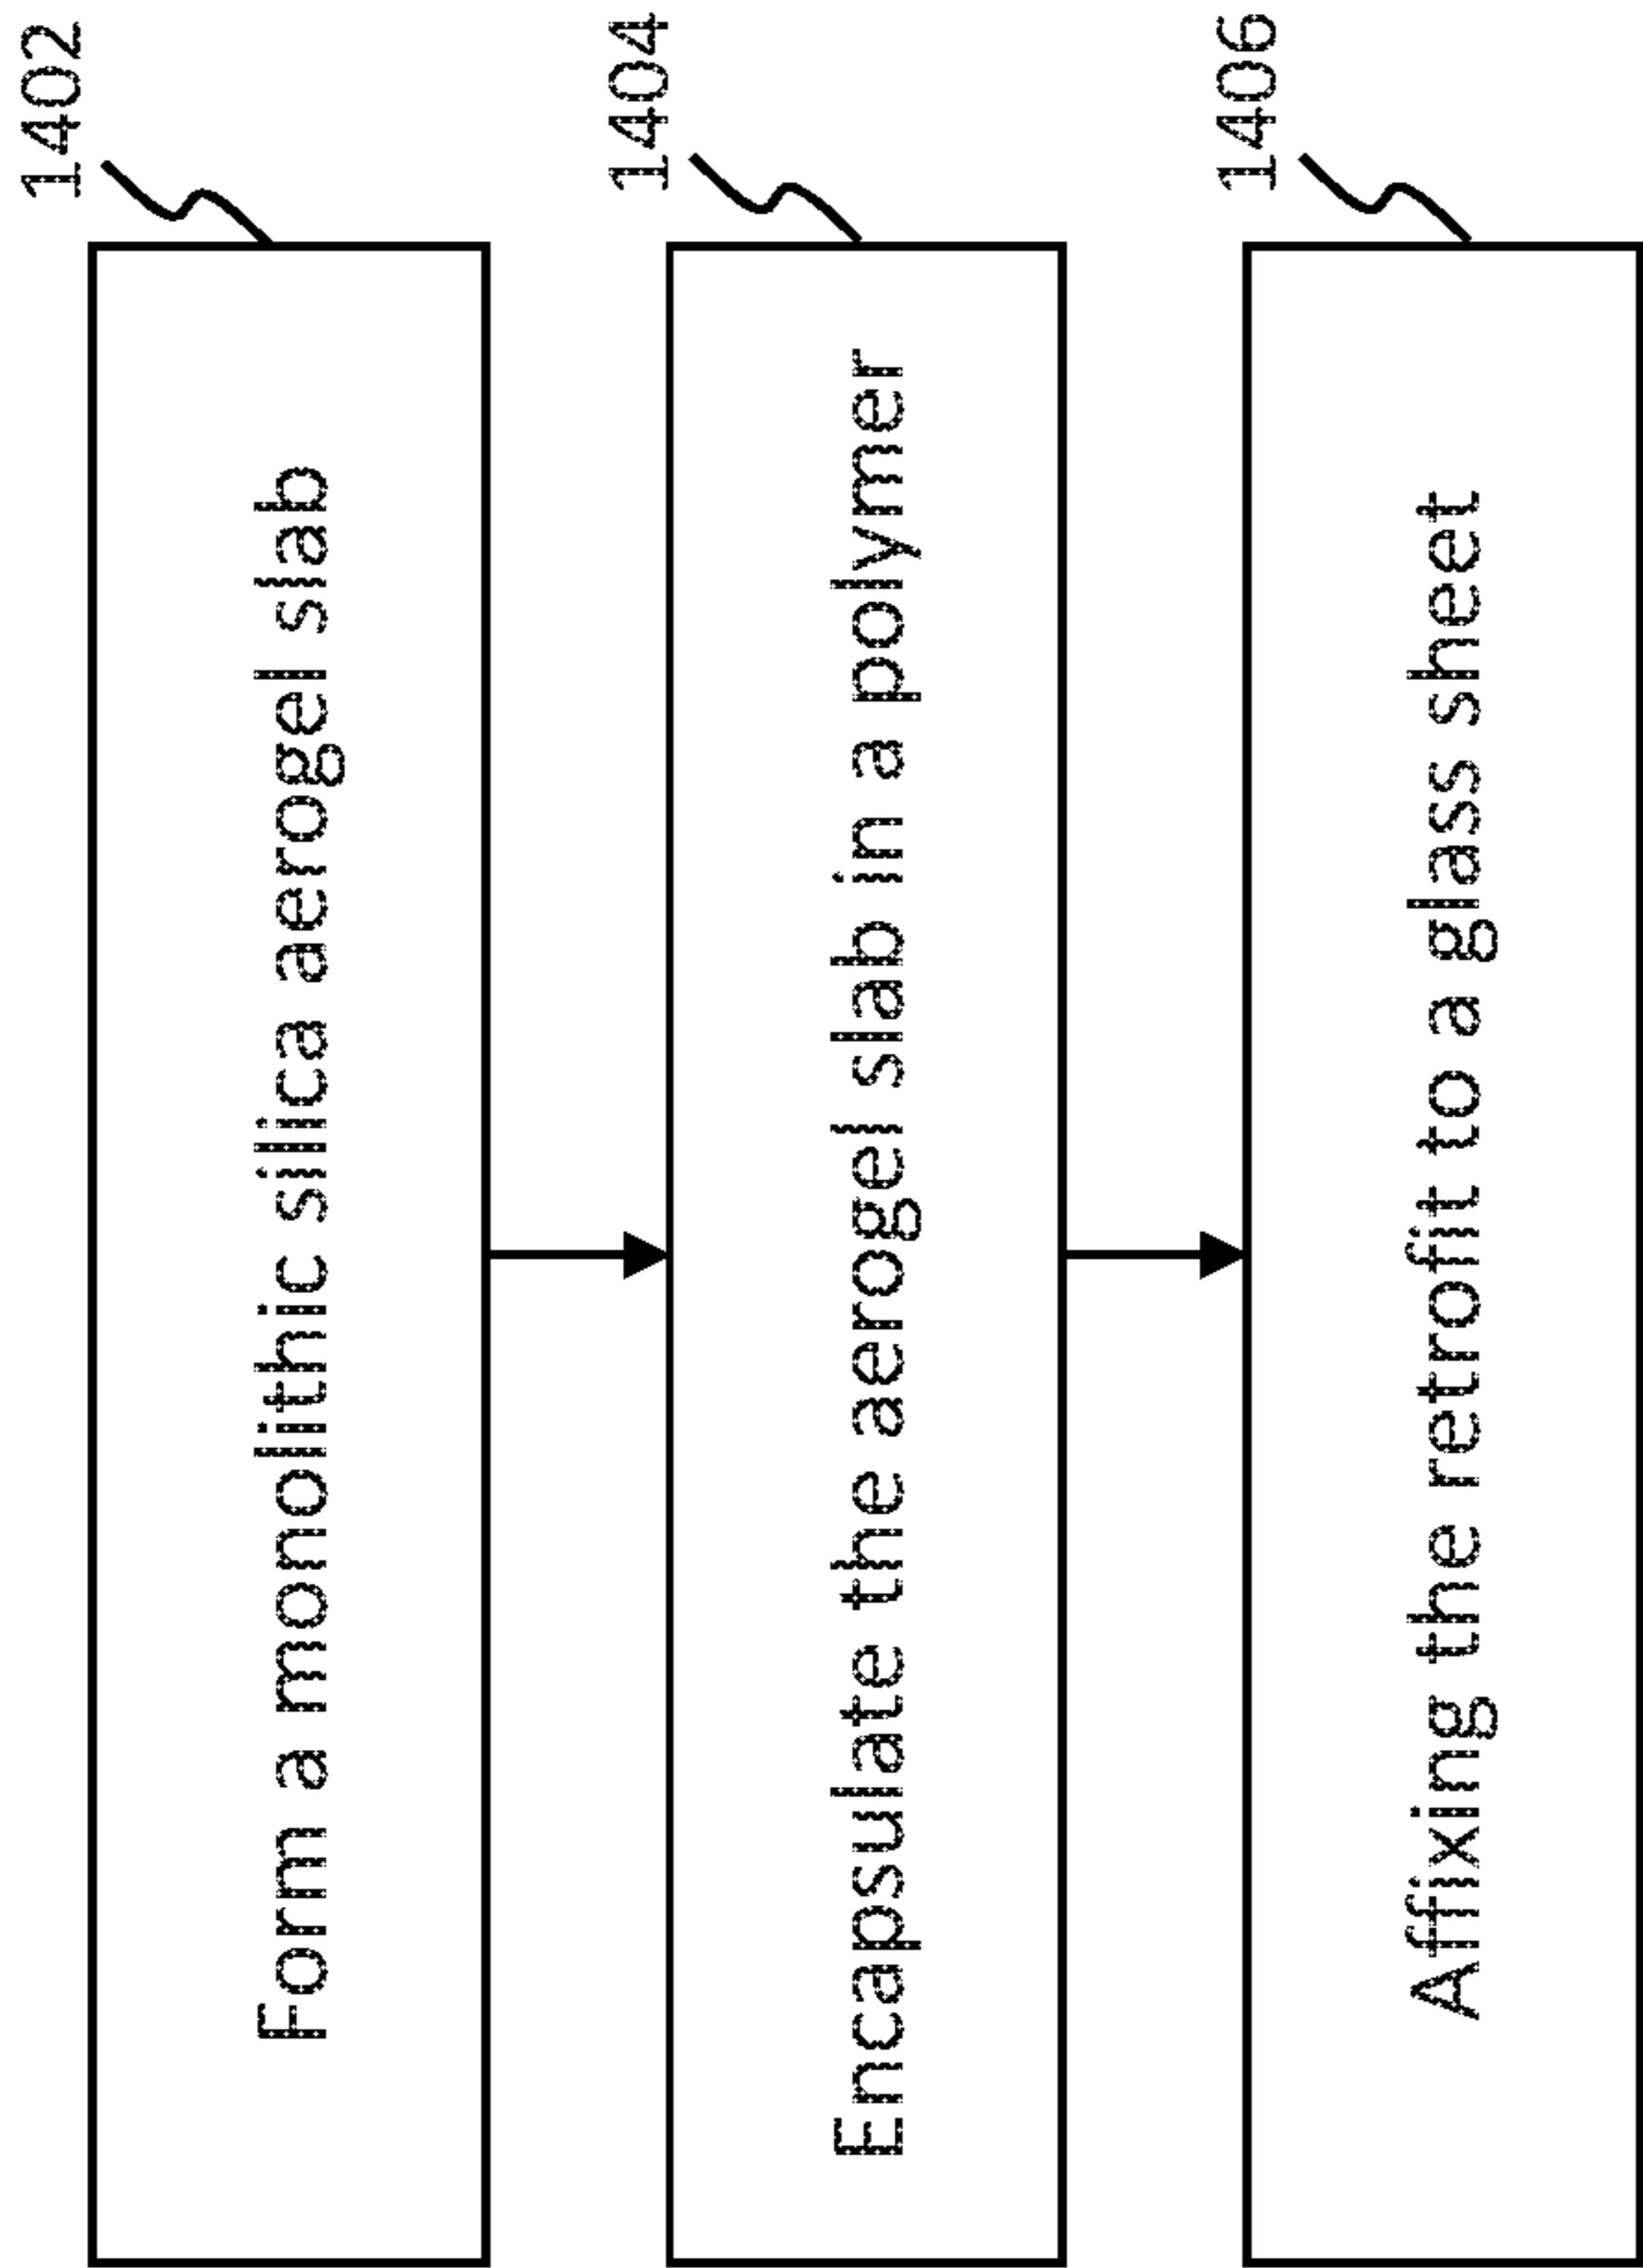 1402
Form a monolithic silica aerogel slab
1404
Encapsulate the aerogel slab in a polymer
1406
Affixing the retrofit to a glass sheet